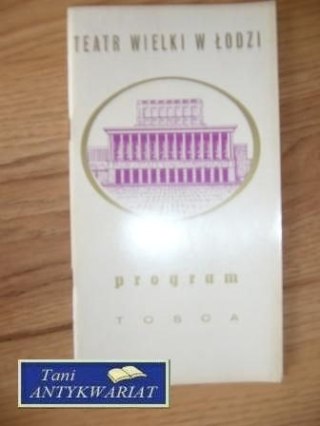 TEATR WIELKI W ŁODZI
program
TOSCA
Tani
ANTYKWARIAT